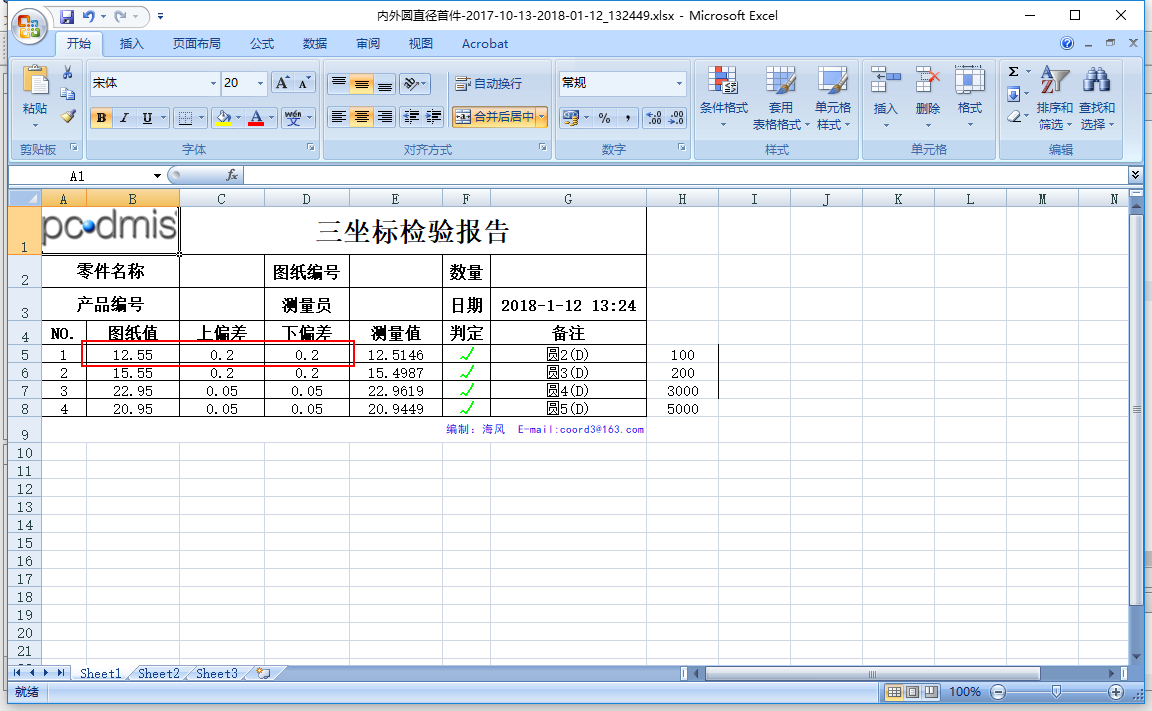 内外圆直径首件-2017-10-13-2018-01-12_132449.xlsx - Microsoft Excel
开始 插入 页面布局 公式 数据 审阅 视图 Acrobat
粘贴 宋体 20 A A 自动换行 常规 条件格式 套用表格格式 单元格样式 插入 删除 格式 Σ 排序和筛选 查找和选择
B I U A wén 文 合并后居中 % , .00 .00
剪贴板 字体 对齐方式 数字 样式 单元格 编辑
A1 fx
A B C D E F G H I J K L M N
1 pcdmis 三坐标检验报告
2 零件名称 图纸编号 数量
3 产品编号 测量员 日期 2018-1-12 13:24
4 NO. 图纸值 上偏差 下偏差 测量值 判定 备注
5 1 12.55 0.2 0.2 12.5146 圆2(D) 100
6 2 15.55 0.2 0.2 15.4987 圆3(D) 200
7 3 22.95 0.05 0.05 22.9619 圆4(D) 3000
8 4 20.95 0.05 0.05 20.9449 圆5(D) 5000
9 编制：海风 E-mail:coord3@163.com
10
11
12
13
14
15
16
17
18
19
20
21
Sheet1 Sheet2 Sheet3
就绪 100%